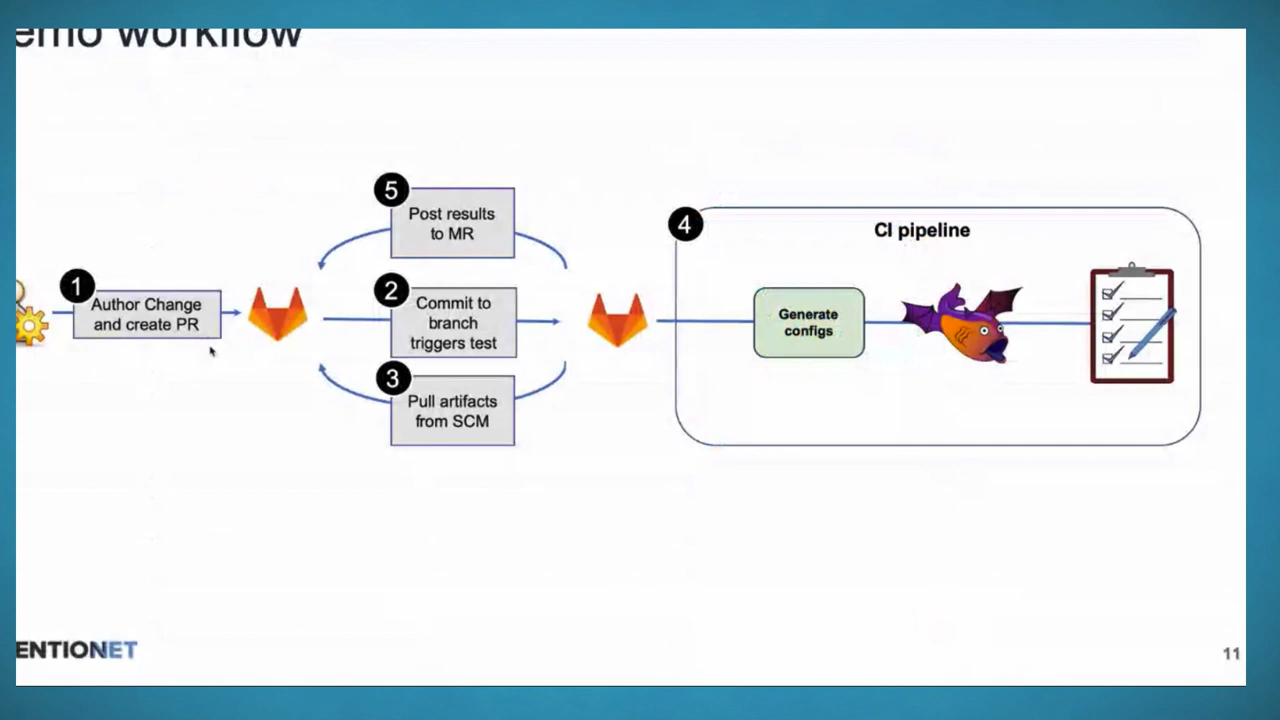 emo workflow
5
Post results
to MR
4
CI pipeline
1
Author Change
and create PR
2
Commit to
branch
triggers test
Generate
configs
3
Pull artifacts
from SCM
ENTIONET
11